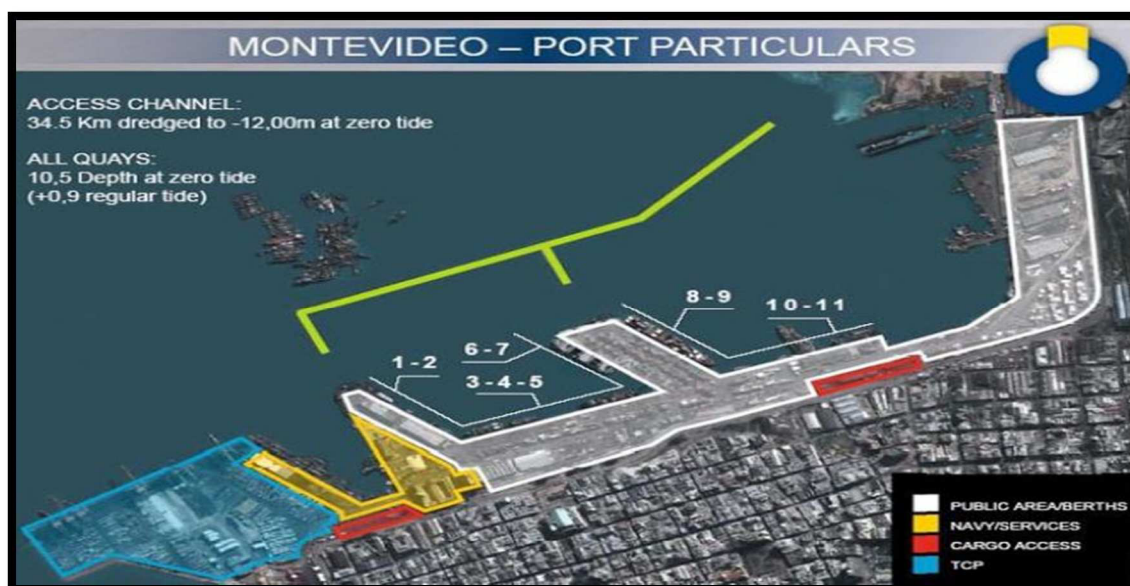 MONTEVIDEO – PORT PARTICULARS
ACCESS CHANNEL:
34.5 Km dredged to -12,00m at zero tide
ALL QUAYS:
10,5 Depth at zero tide
(+0,9 regular tide)
8 - 9
10 - 11
6 - 7
1 - 2
3 - 4 - 5
PUBLIC AREA/BERTHS
NAVY/SERVICES
CARGO ACCESS
TCP